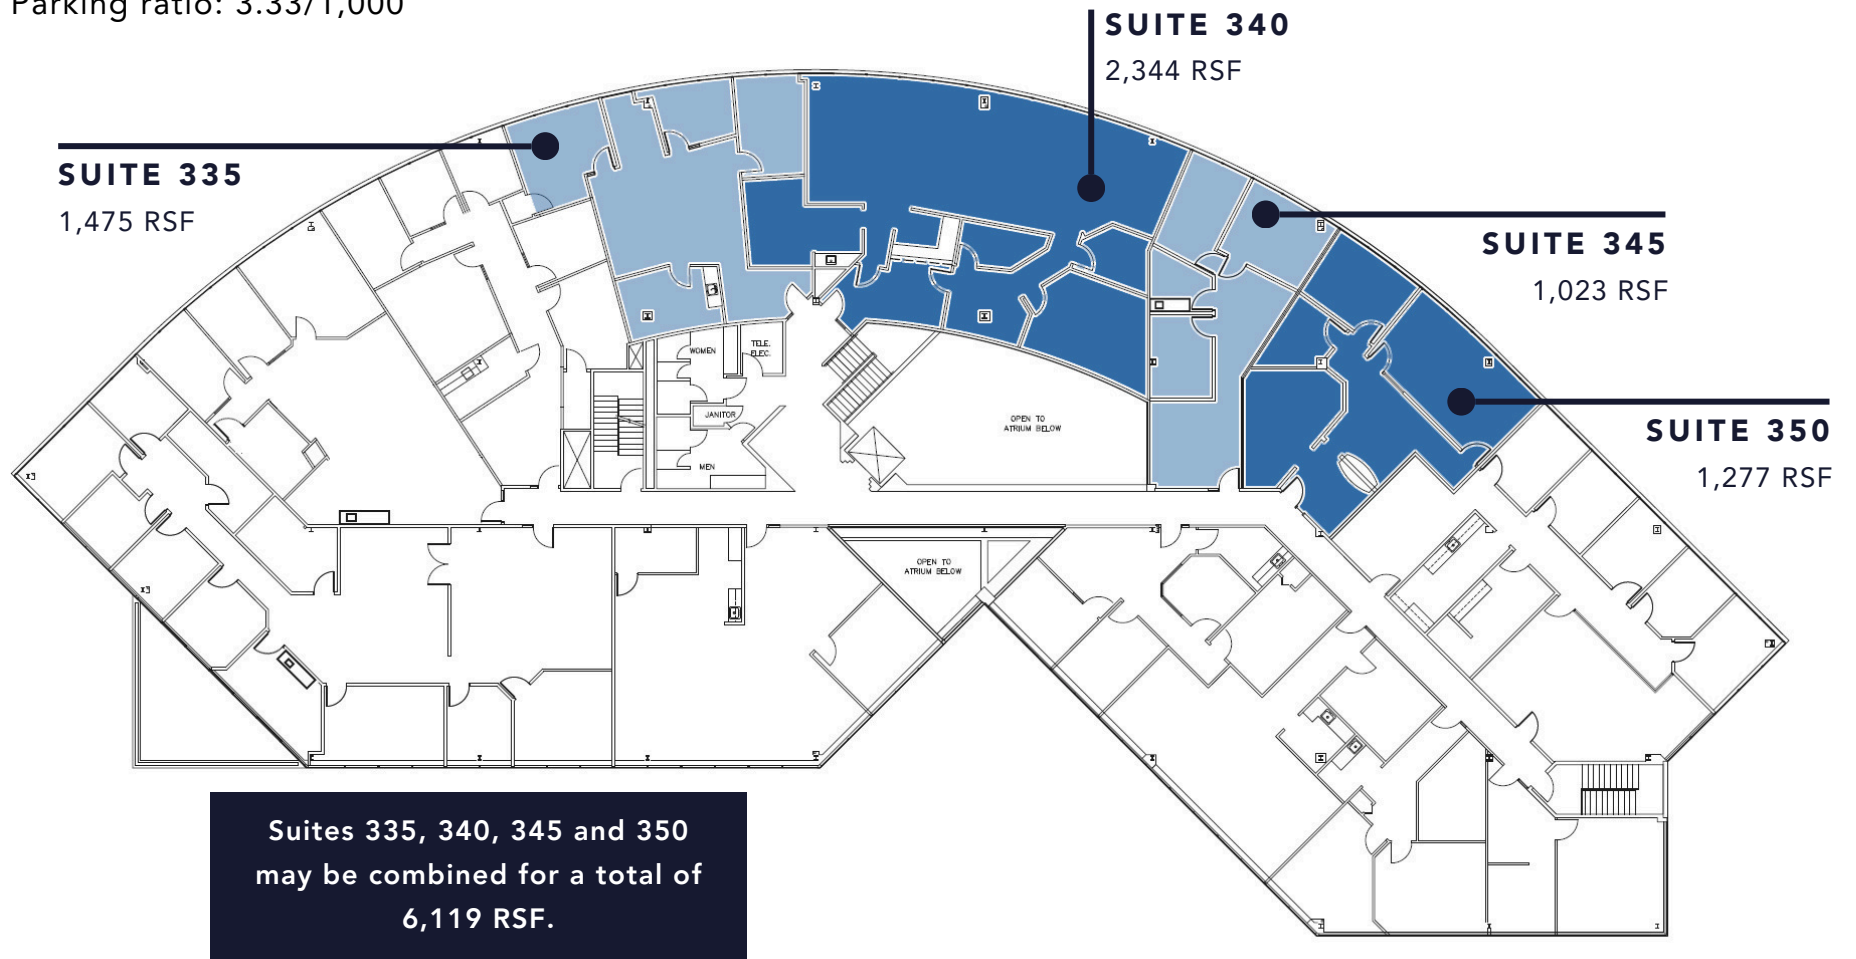 Parking ratio: 3.33/1,000
SUITE 340
2,344 RSF
SUITE 335
1,475 RSF
SUITE 345
1,023 RSF
SUITE 350
1,277 RSF
WOMEN
TELE.
ELEC.
JANITOR
MEN
OPEN TO
ATRIUM BELOW
OPEN TO
ATRIUM BELOW
Suites 335, 340, 345 and 350
may be combined for a total of
6,119 RSF.